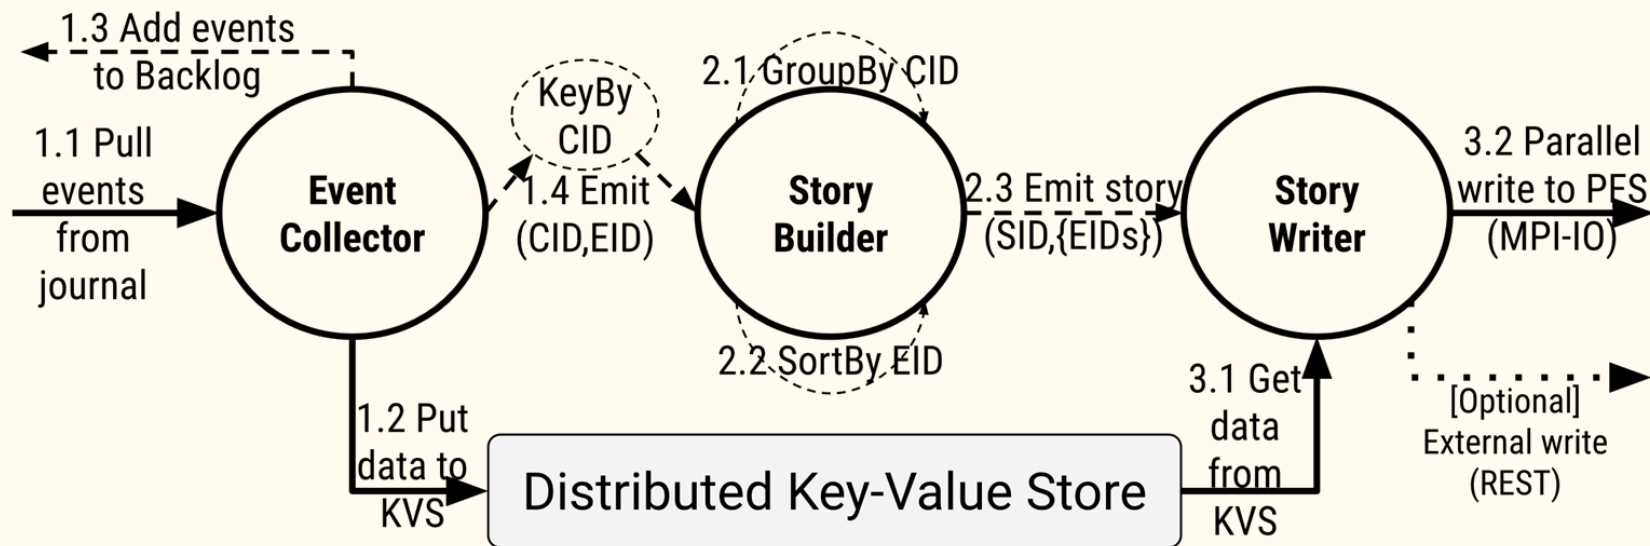 1.3 Add events
to Backlog
1.1 Pull
events
from
journal
Event
Collector
1.2 Put
data to
KVS
KeyBy
CID
1.4 Emit
(CID,EID)
2.1 GroupBy CID
Story
Builder
2.2 SortBy EID
2.3 Emit story
(SID,{EIDs})
Distributed Key-Value Store
3.1 Get
data
from
KVS
Story
Writer
3.2 Parallel
write to PFS
(MPI-IO)
[Optional]
External write
(REST)